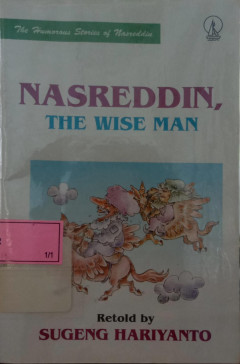 The Humorous Stories of Nasreddin
NASREDDIN,
THE WISE MAN
1/1
Retold by
SUGENG HARIYANTO